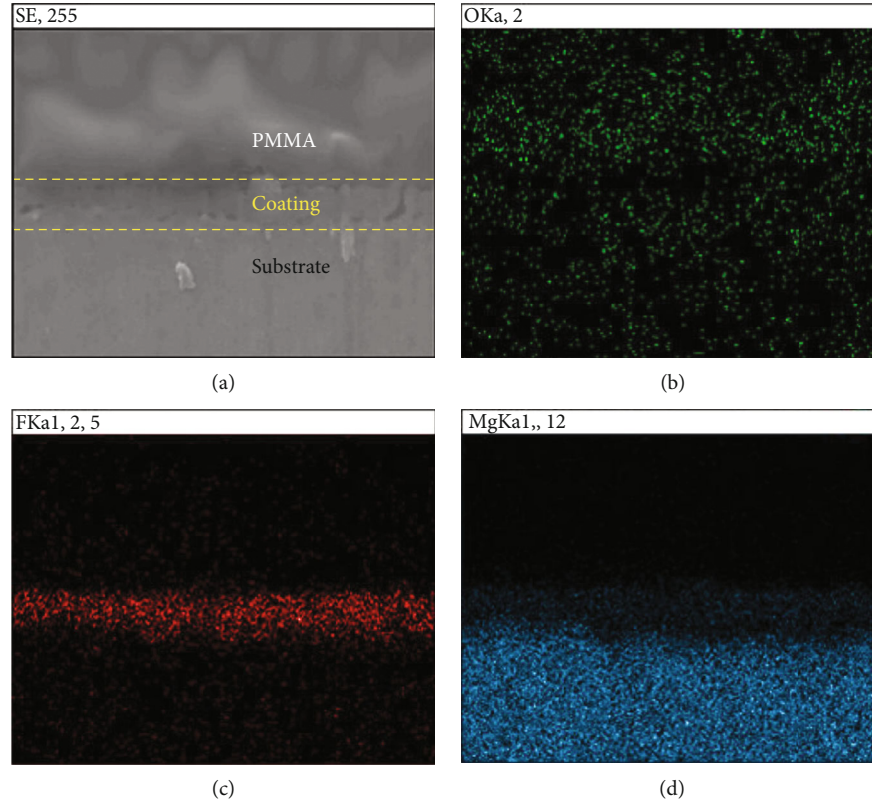 SE, 255
OKa, 2
PMMA
Coating
Substrate
(a)
(b)
FKa1, 2, 5
MgKa1,, 12
(c)
(d)